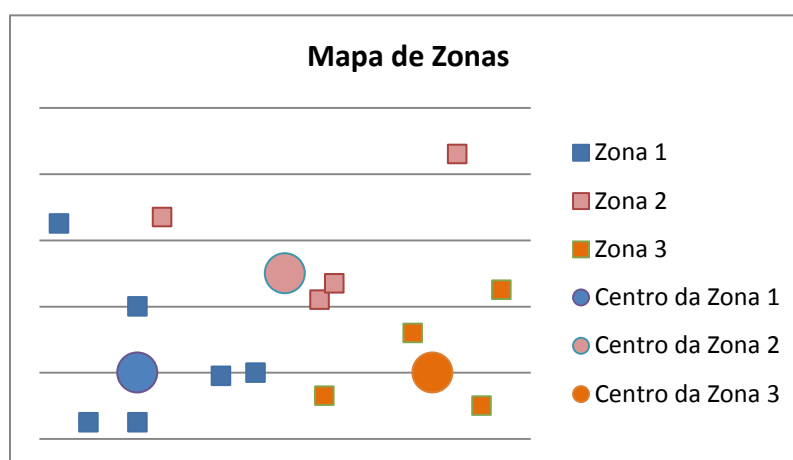 Mapa de Zonas
Zona 1
Zona 2
Zona 3
Centro da Zona 1
Centro da Zona 2
Centro da Zona 3